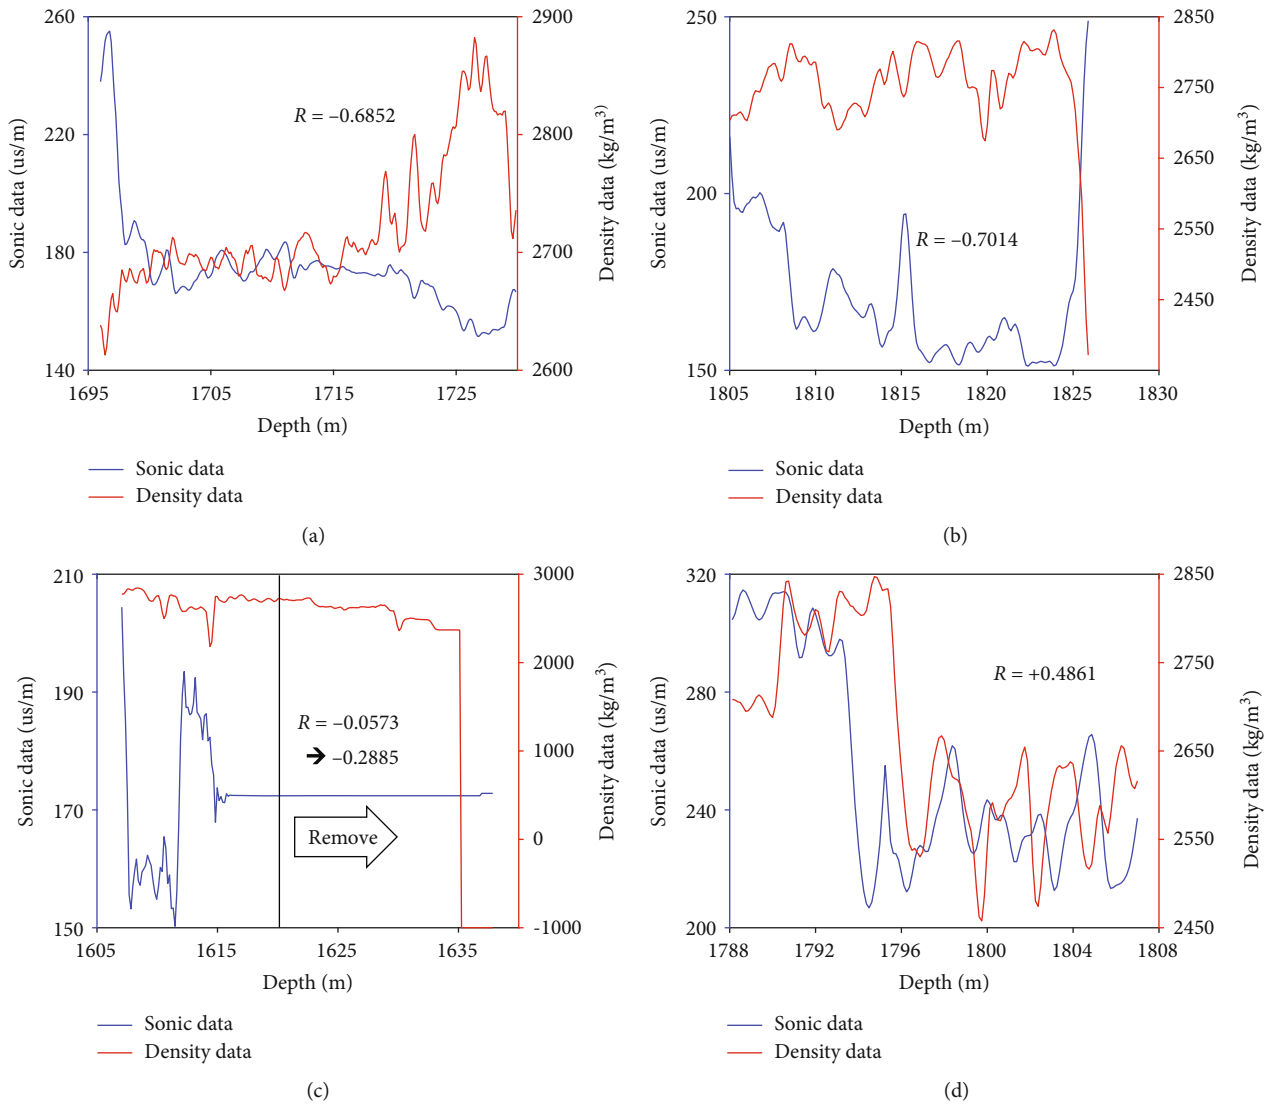 260
220
180
140
Sonic data (us/m)
2900
2800
2700
2600
Density data (kg/m3)
R = –0.6852
1695
1705
1715
1725
Depth (m)
Sonic data
Density data
(a)
250
200
150
Sonic data (us/m)
2850
2750
2650
2550
2450
Density data (kg/m3)
R = –0.7014
1805
1810
1815
1820
1825
1830
Depth (m)
Sonic data
Density data
(b)
210
190
170
150
Sonic data (us/m)
3000
2000
1000
0
-1000
Density data (kg/m3)
R = –0.0573
➔ –0.2885
Remove
1605
1615
1625
1635
Depth (m)
Sonic data
Density data
(c)
320
280
240
200
Sonic data (us/m)
2850
2750
2650
2550
2450
Density data (kg/m3)
R = +0.4861
1788
1792
1796
1800
1804
1808
Depth (m)
Sonic data
Density data
(d)